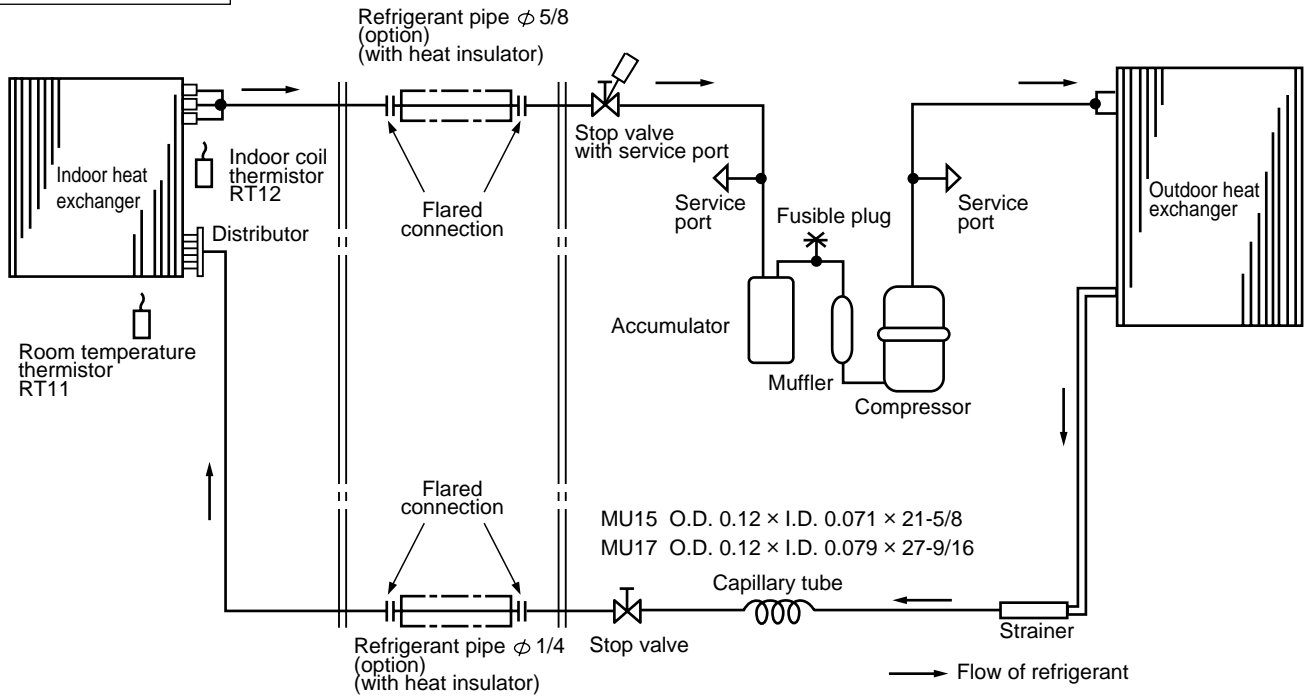 Refrigerant pipe ϕ 5/8
(option)
(with heat insulator)
Indoor heat
exchanger
Indoor coil
thermistor
RT12
Distributor
Room temperature
thermistor
RT11
Flared
connection
Stop valve
with service port
Service
port
Fusible plug
Service
port
Outdoor heat
exchanger
Accumulator
Muffler
Compressor
Flared
connection
MU15 O.D. 0.12 × I.D. 0.071 × 21-5/8
MU17 O.D. 0.12 × I.D. 0.079 × 27-9/16
Capillary tube
Strainer
Refrigerant pipe ϕ 1/4
(option)
(with heat insulator)
Stop valve
Flow of refrigerant